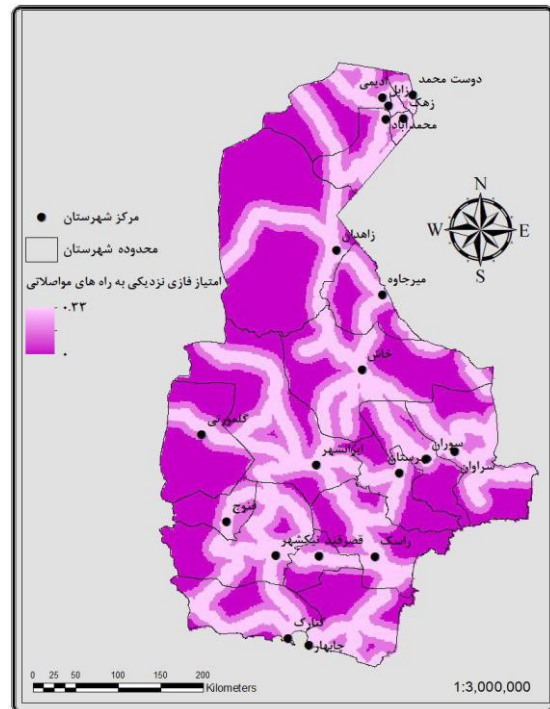 دوست محمد
ادیمی
زابل
زهک
محمدآباد
N
W E
S
مرکز شهرستان
محدوده شهرستان
امتیاز فازی نزدیکی به راه های مواصلاتی
۰.۳۳
۰
زاهدان
میرجاوه
خاش
گلمورتی
ایرانشهر
سوران
سراوان
فنوج
نیکشهر
قصرقند
راسک
کنارک
چابهار
0 25 50 100 150 200
Kilometers
1:3,000,000